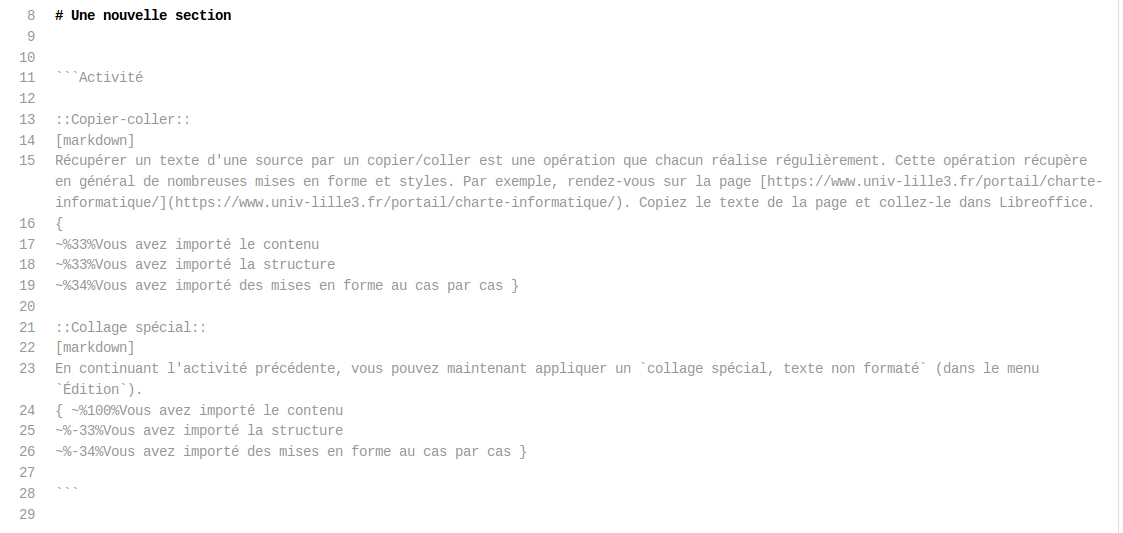 8 # Une nouvelle section
9
10
11 ```Activité
12
13 ::Copier-coller::
14 [markdown]
15 Récupérer un texte d'une source par un copier/coller est une opération que chacun réalise régulièrement. Cette opération récupère
en général de nombreuses mises en forme et styles. Par exemple, rendez-vous sur la page [https://www.univ-lille3.fr/portail/charte-
informatique/](https://www.univ-lille3.fr/portail/charte-informatique/). Copiez le texte de la page et collez-le dans Libreoffice.
16 {
17 ~%33%Vous avez importé le contenu
18 ~%33%Vous avez importé la structure
19 ~%34%Vous avez importé des mises en forme au cas par cas }
20
21 ::Collage spécial::
22 [markdown]
23 En continuant l'activité précédente, vous pouvez maintenant appliquer un `collage spécial, texte non formaté` (dans le menu
`Édition`).
24 { ~%100%Vous avez importé le contenu
25 ~%-33%Vous avez importé la structure
26 ~%-34%Vous avez importé des mises en forme au cas par cas }
27
28 ```
29